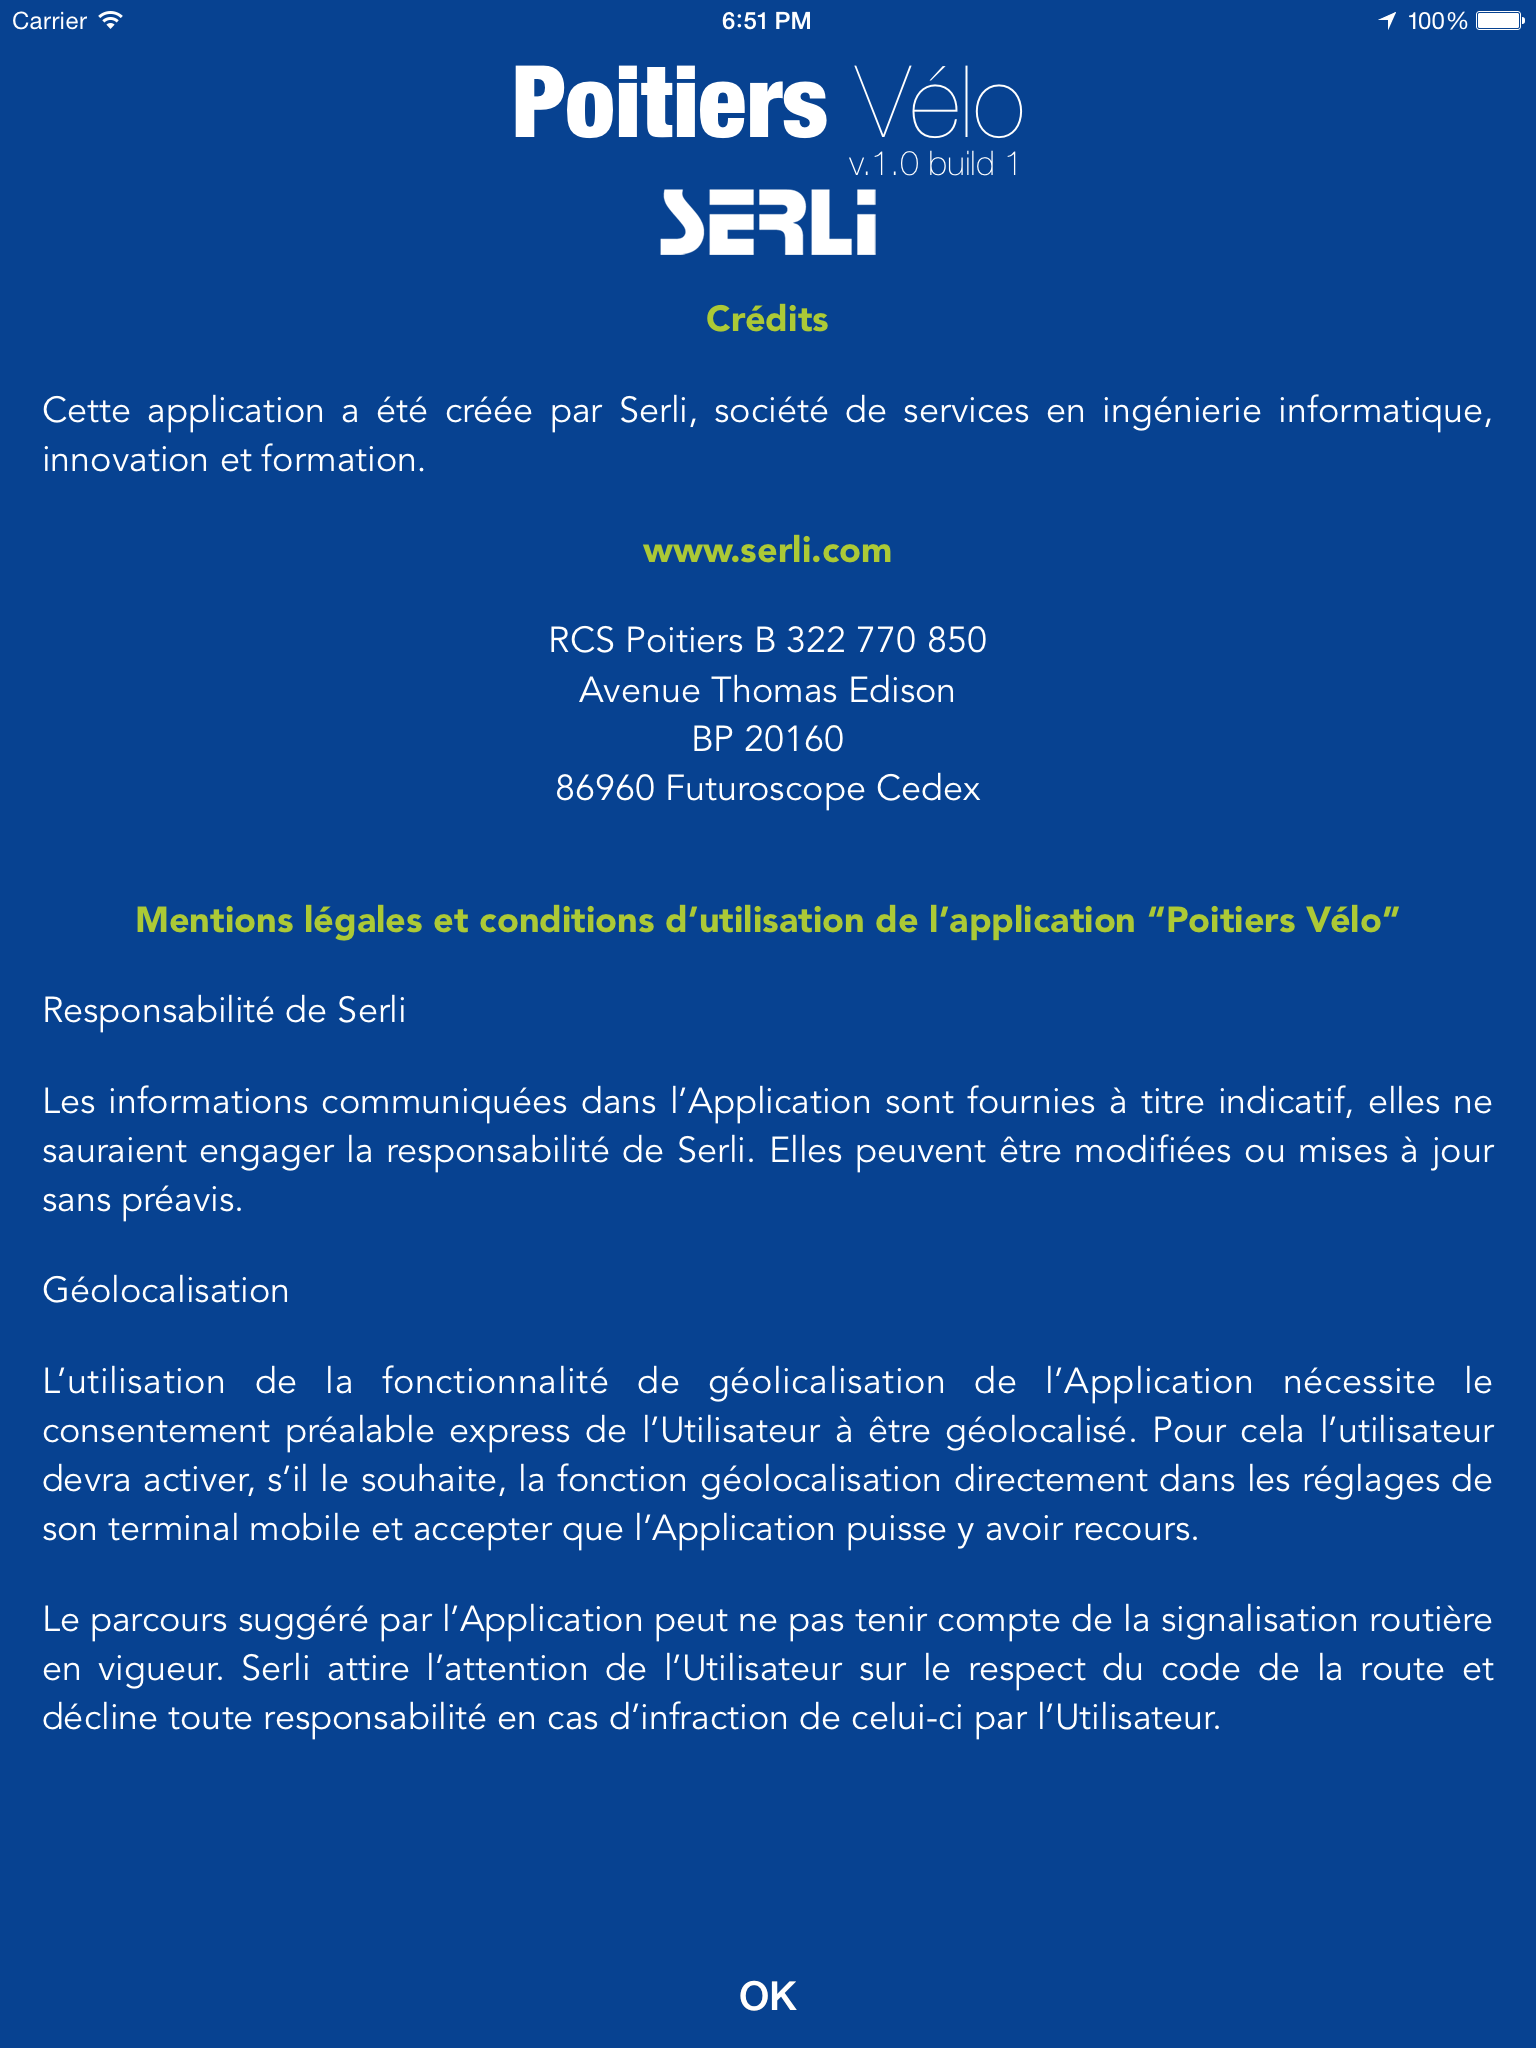 Carrier 6:51 PM 100%
Poitiers Vélo
v.1.0 build 1
SERLi
Crédits
Cette application a été créée par Serli, société de services en ingénierie informatique,
innovation et formation.
www.serli.com
RCS Poitiers B 322 770 850
Avenue Thomas Edison
BP 20160
86960 Futuroscope Cedex
Mentions légales et conditions d’utilisation de l’application “Poitiers Vélo”
Responsabilité de Serli
Les informations communiquées dans l’Application sont fournies à titre indicatif, elles ne
sauraient engager la responsabilité de Serli. Elles peuvent être modifiées ou mises à jour
sans préavis.
Géolocalisation
L’utilisation de la fonctionnalité de géolicalisation de l’Application nécessite le
consentement préalable express de l’Utilisateur à être géolocalisé. Pour cela l’utilisateur
devra activer, s’il le souhaite, la fonction géolocalisation directement dans les réglages de
son terminal mobile et accepter que l’Application puisse y avoir recours.
Le parcours suggéré par l’Application peut ne pas tenir compte de la signalisation routière
en vigueur. Serli attire l’attention de l’Utilisateur sur le respect du code de la route et
décline toute responsabilité en cas d’infraction de celui-ci par l’Utilisateur.
OK